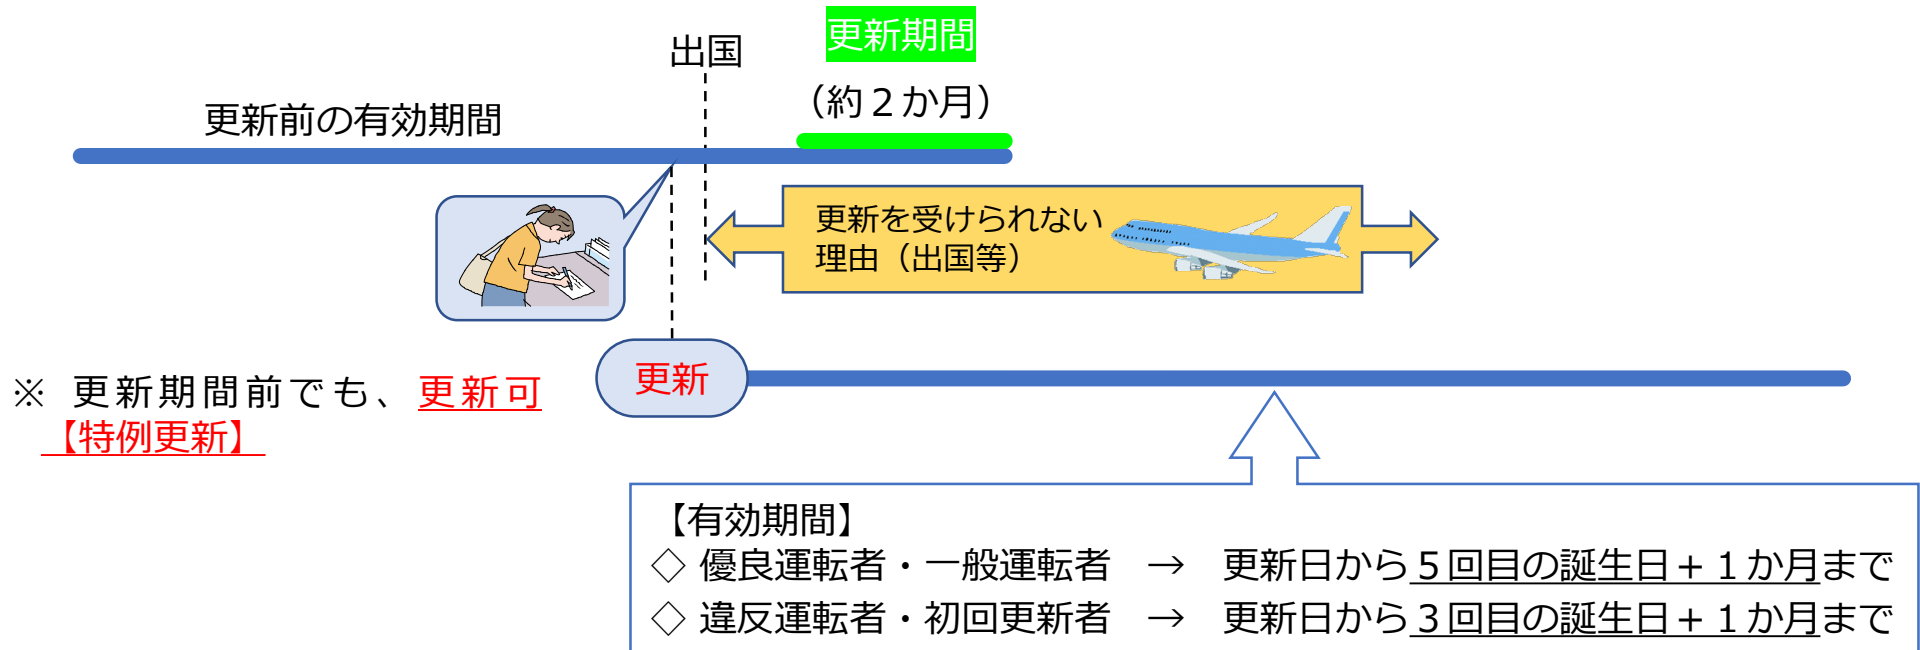 更新期間
出国
(約2か月)
更新前の有効期間
更新を受けられない
理由(出国等)
更新
※ 更新期間前でも、更新可
【特例更新】
【有効期間】
◇ 優良運転者・一般運転者 → 更新日から5回目の誕生日+1か月まで
◇ 違反運転者・初回更新者 → 更新日から3回目の誕生日+1か月まで